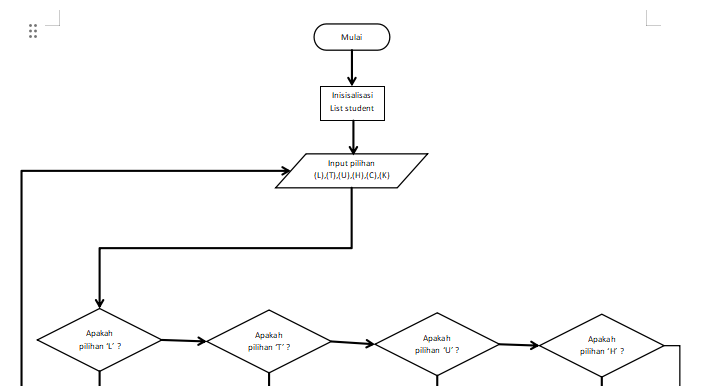 Mulai
Inisisalisasi
List student
Input pilihan
(L),(T),(U),(H),(C),(K)
Apakah
pilihan 'L' ?
Apakah
pilihan 'T' ?
Apakah
pilihan 'U' ?
Apakah
pilihan 'H' ?